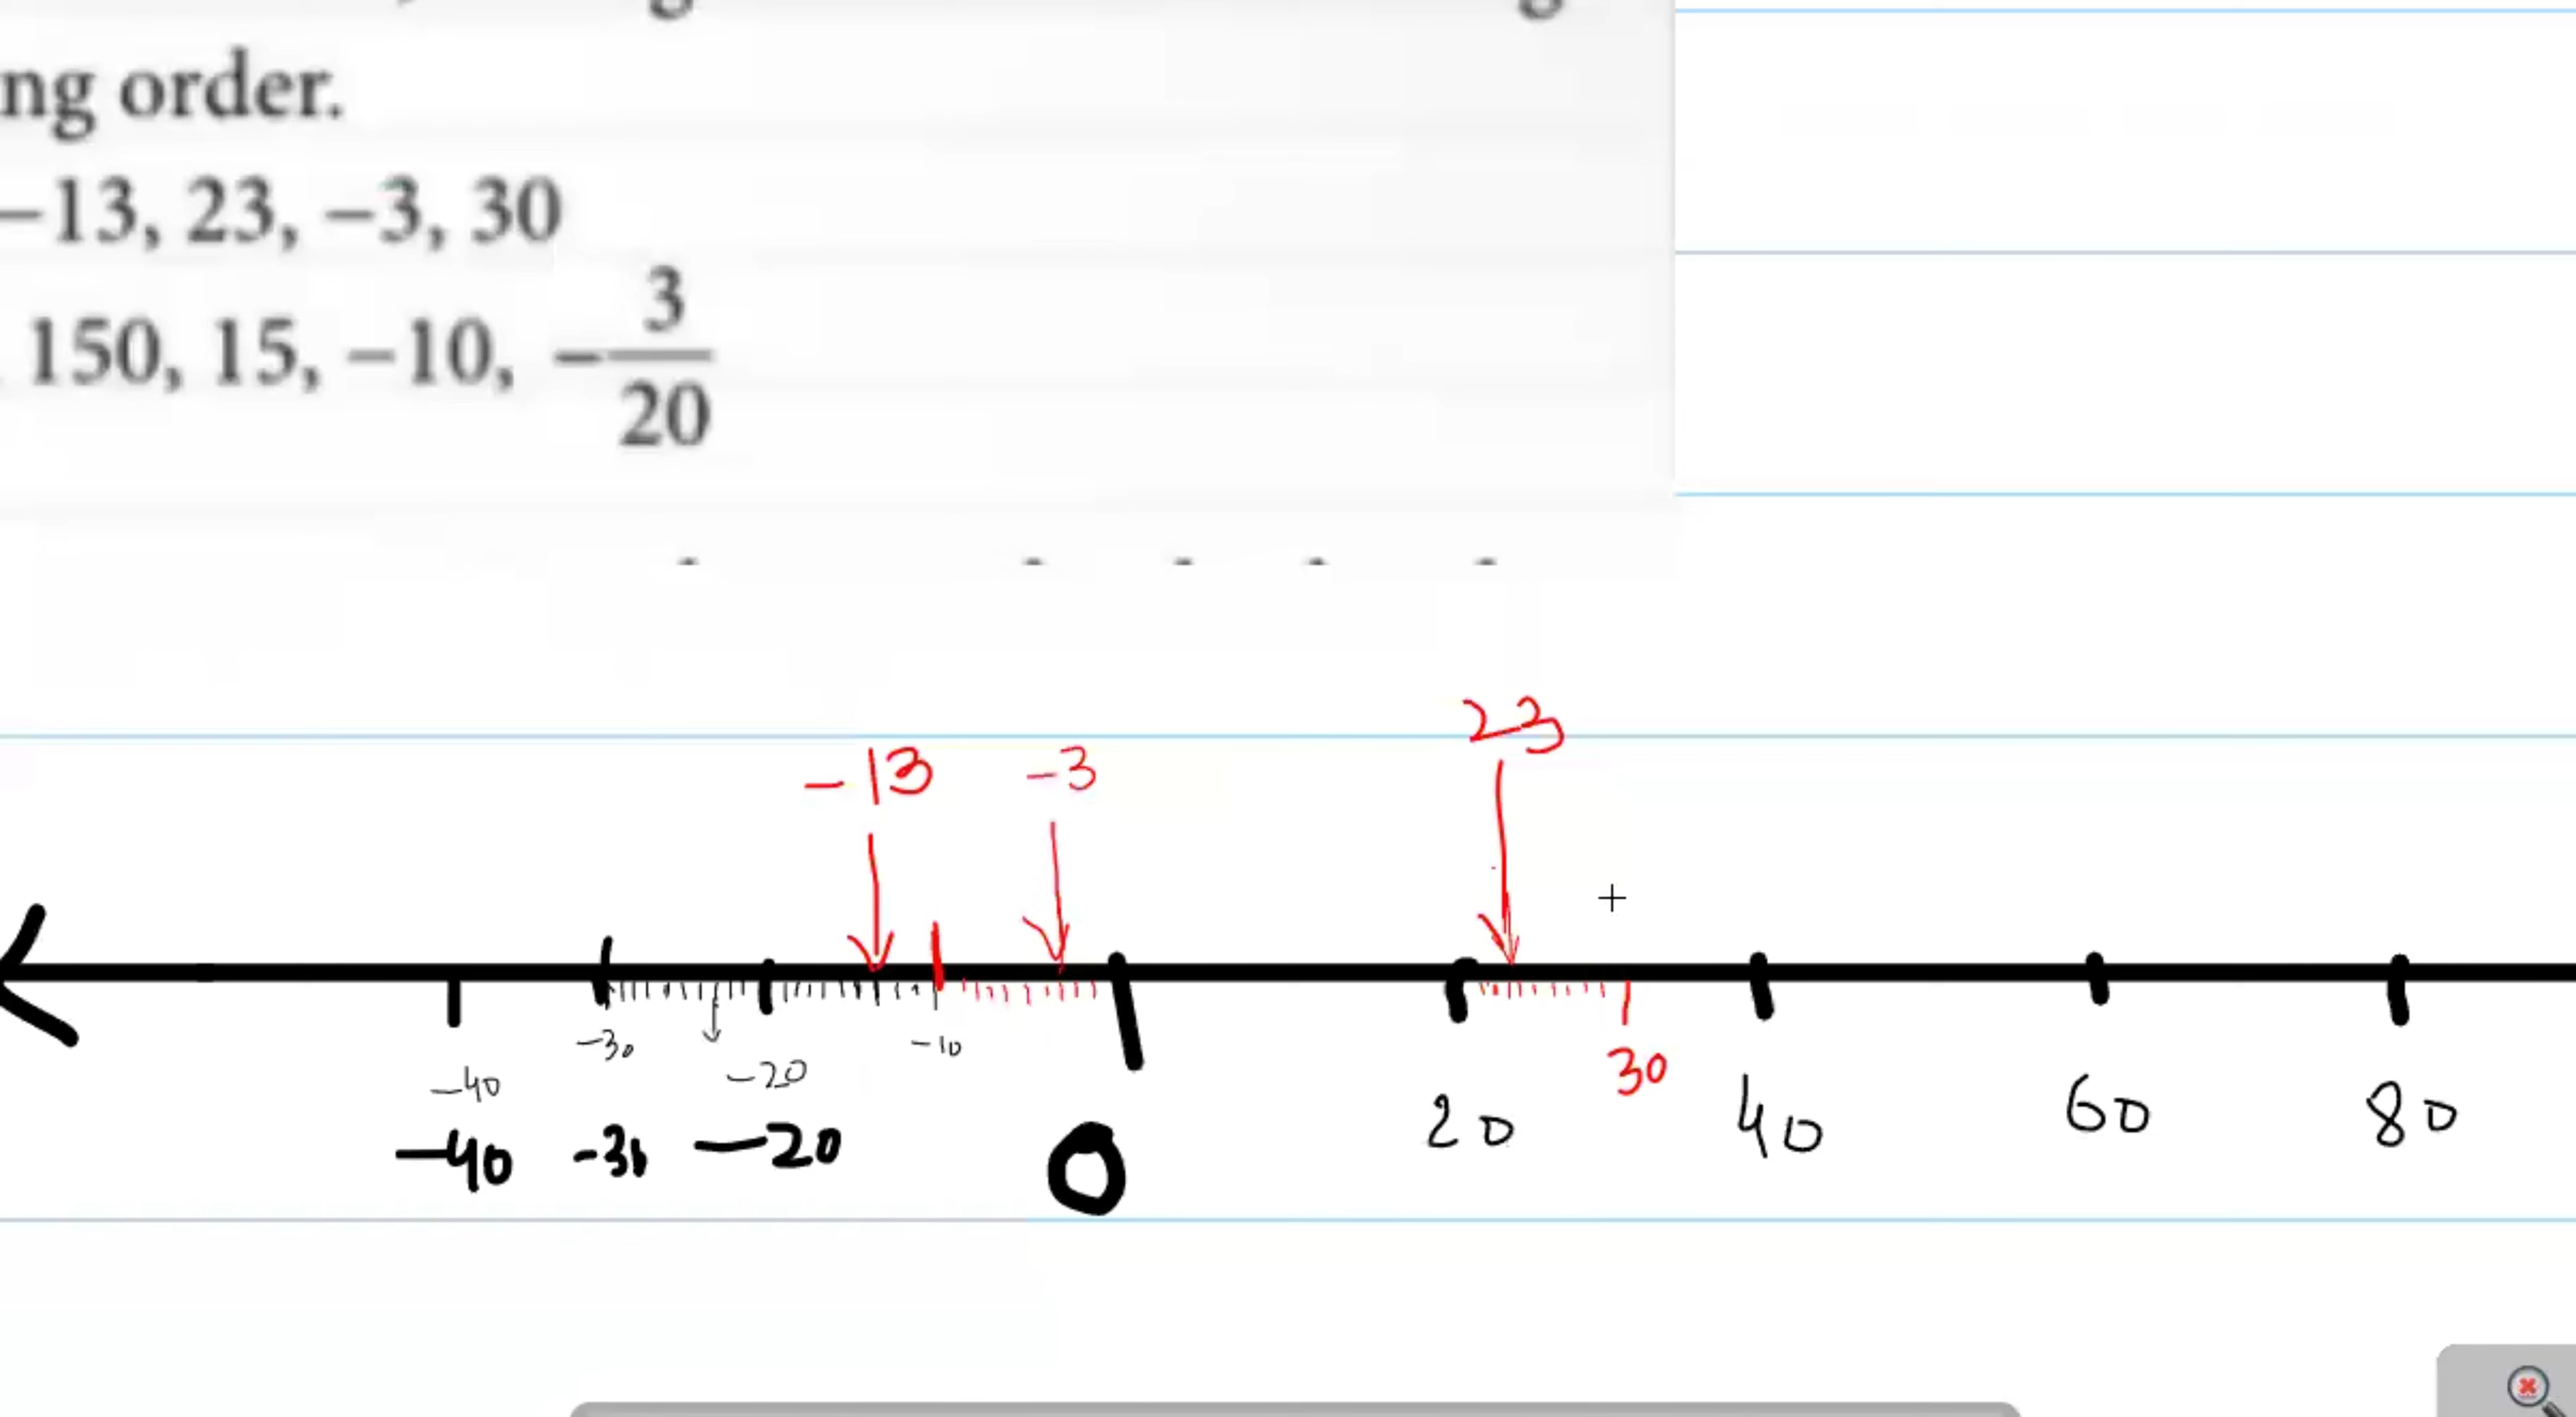 ng order.
–13, 23, –3, 30
150, 15, –10, –3/20
23
–13 –3
–30 –10
–40 –20 30
–40 –20 0 20 40 60 80